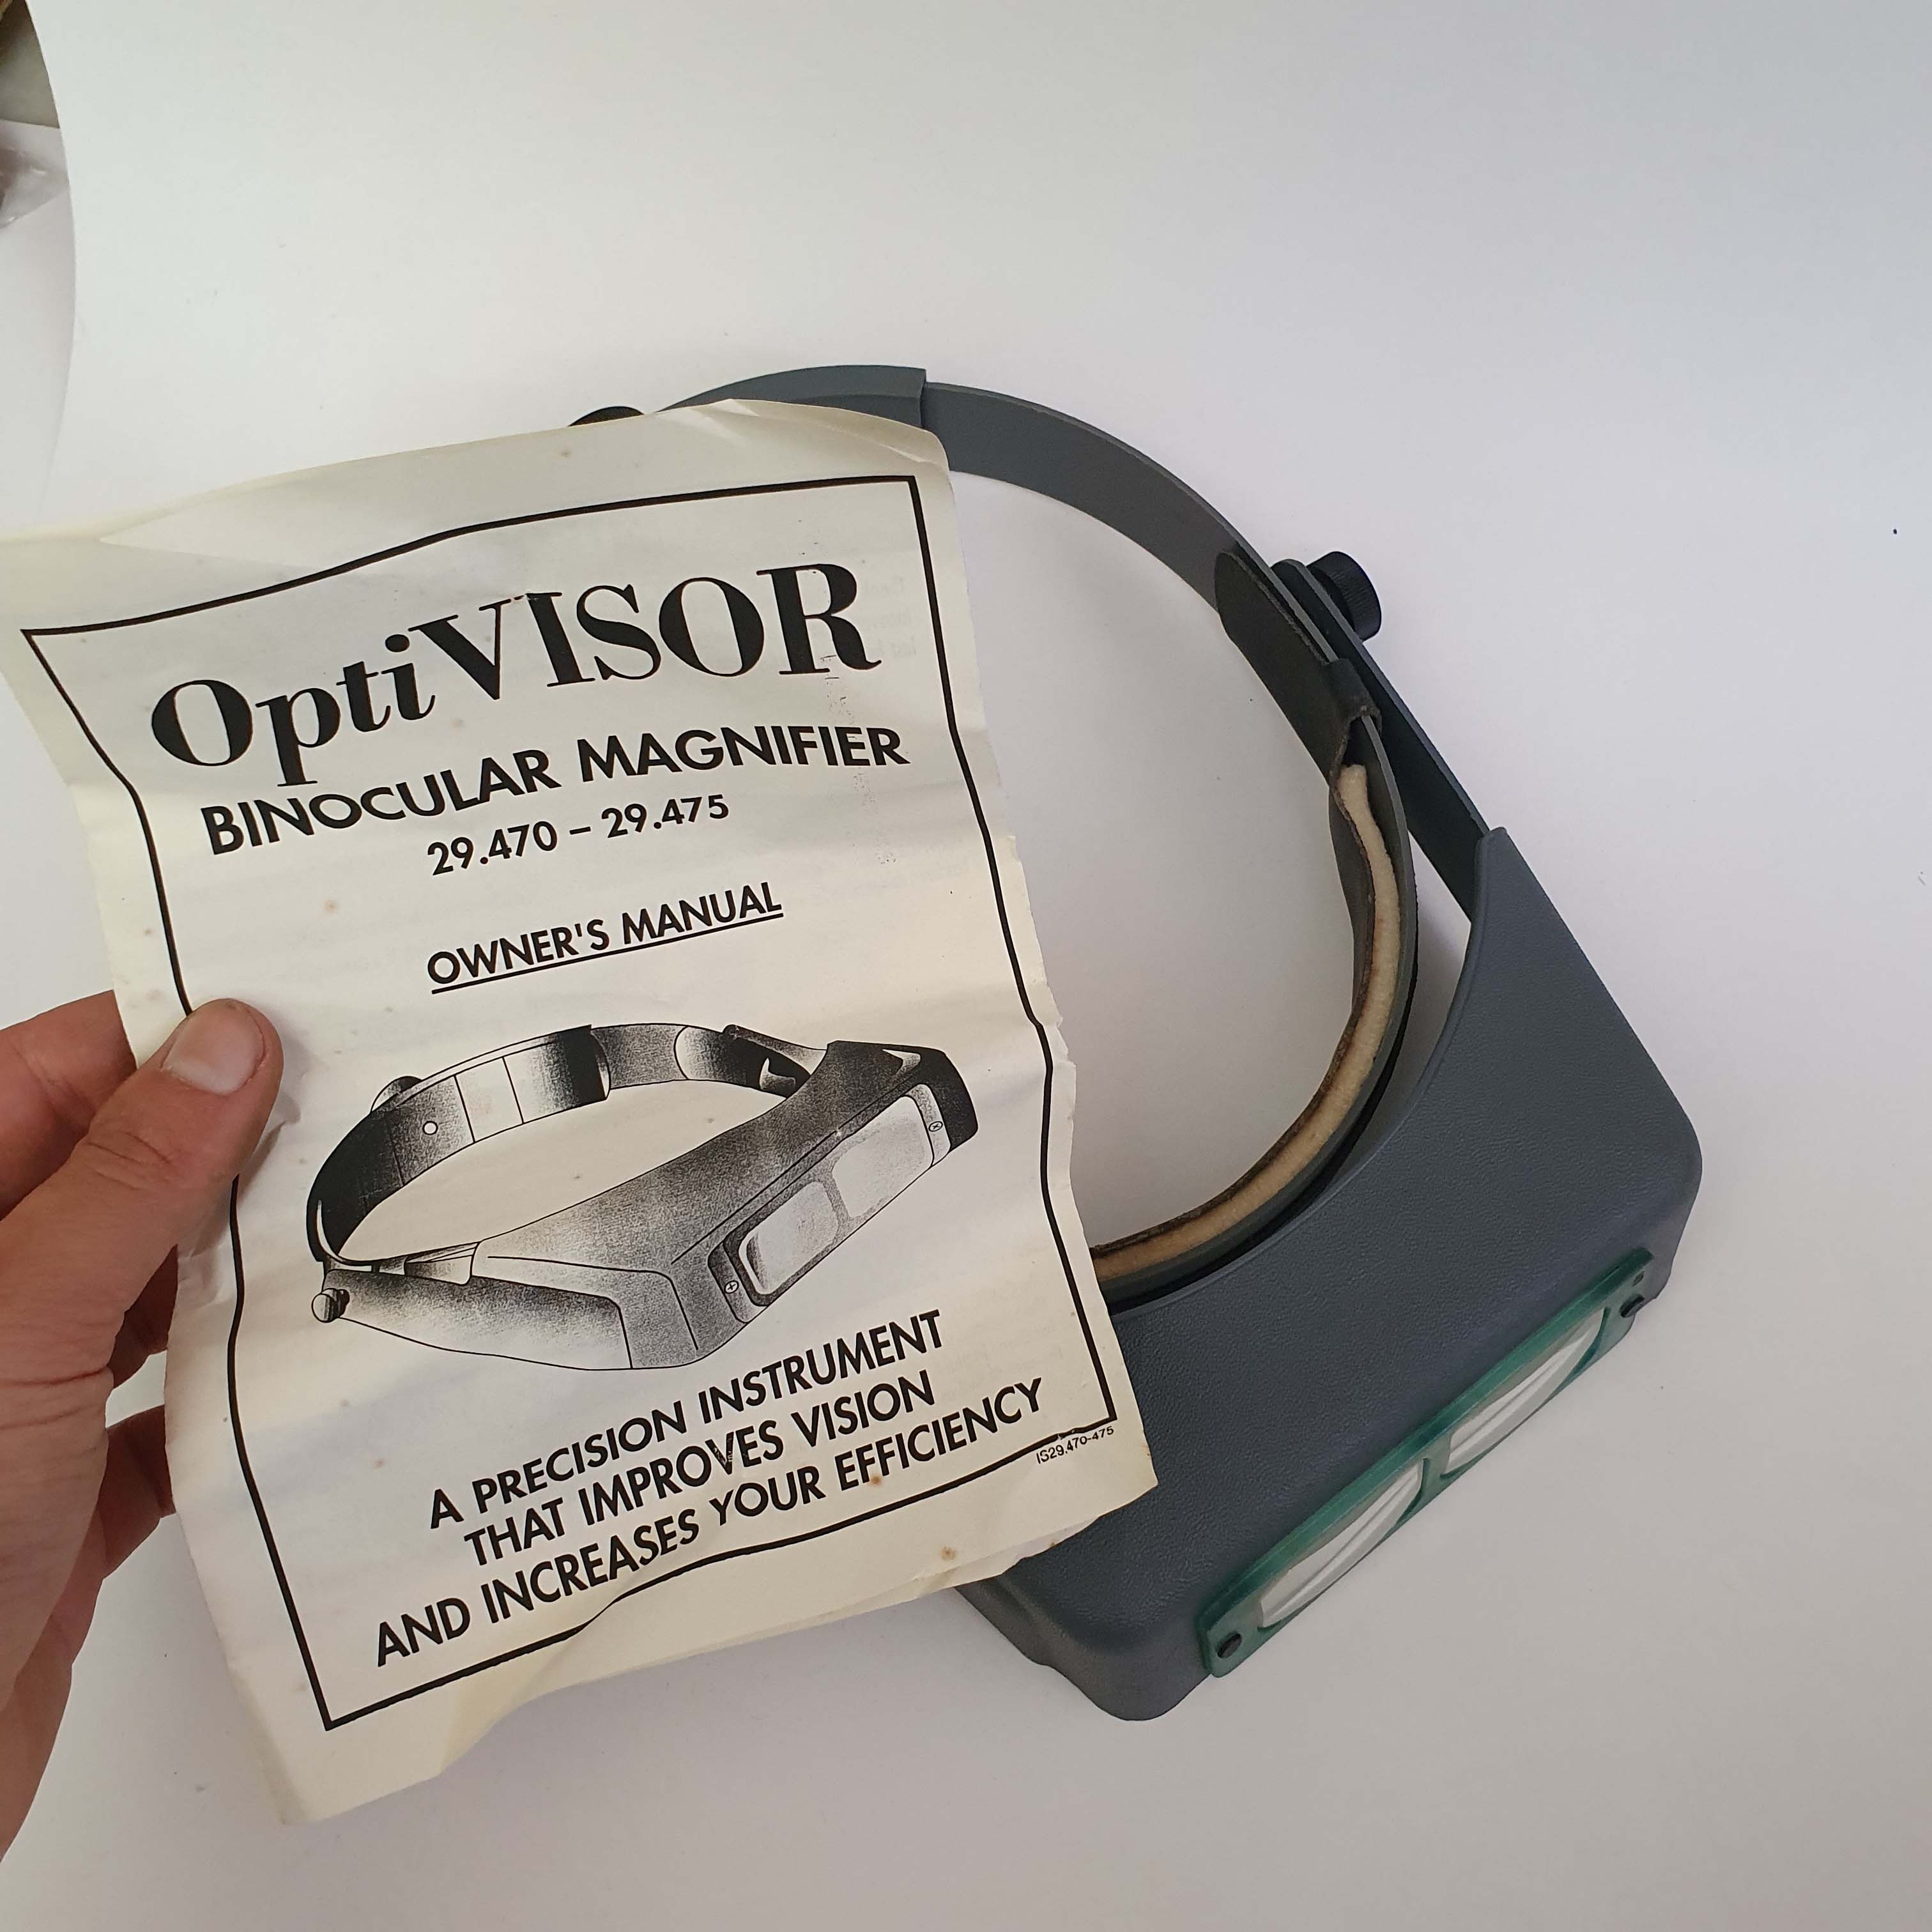 OptiVISOR
BINOCULAR MAGNIFIER
29.470 – 29.475
OWNER'S MANUAL
A PRECISION INSTRUMENT
THAT IMPROVES VISION
AND INCREASES YOUR EFFICIENCY
IS29.470-475